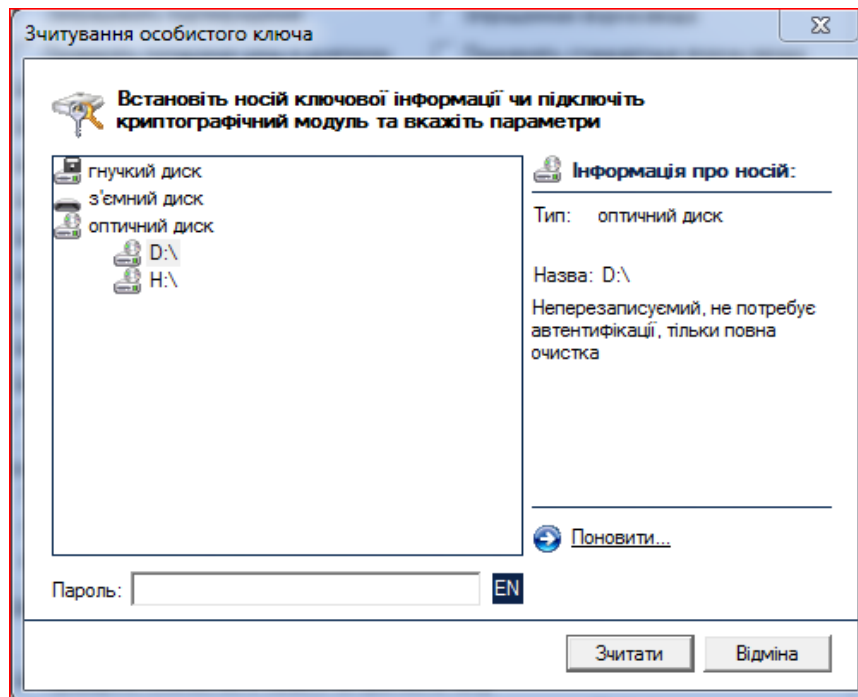 Зчитування особистого ключа
Встановіть носій ключової інформації чи підключіть
криптографічний модуль та вкажіть параметри
гнучкий диск
з'ємний диск
оптичний диск
D:\
H:\
Інформація про носій:
Тип: оптичний диск
Назва: D:\
Неперезаписуємий, не потребує
автентифікації, тільки повна
очистка
Поновити...
Пароль:
EN
Зчитати
Відміна